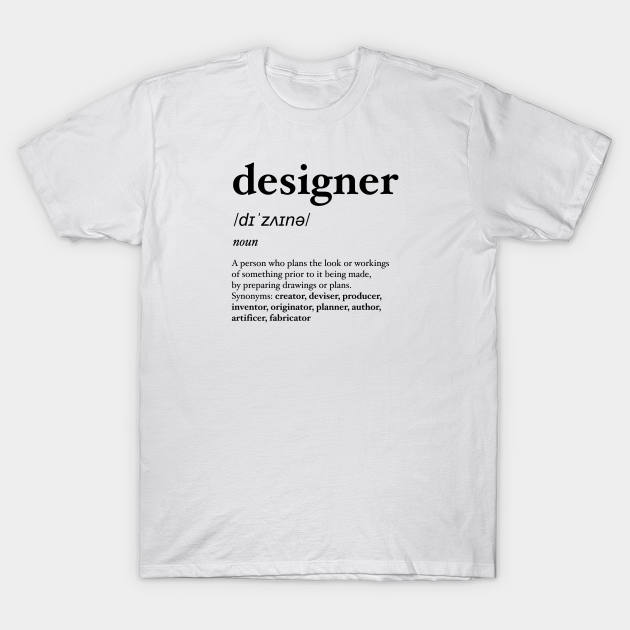 designer
/dɪˈzʌɪnə/
noun
A person who plans the look or workings
of something prior to it being made,
by preparing drawings or plans.
Synonyms: creator, deviser, producer,
inventor, originator, planner, author,
artificer, fabricator